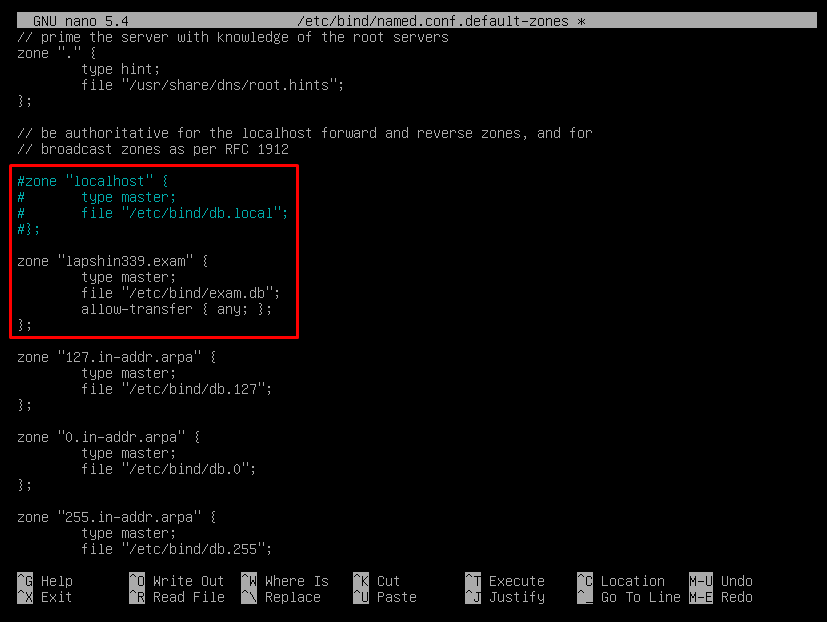 GNU nano 5.4 /etc/bind/named.conf.default-zones *
// prime the server with knowledge of the root servers
zone "." {
type hint;
file "/usr/share/dns/root.hints";
};
// be authoritative for the localhost forward and reverse zones, and for
// broadcast zones as per RFC 1912
#zone "localhost" {
# type master;
# file "/etc/bind/db.local";
#};
zone "lapshin339.exam" {
type master;
file "/etc/bind/exam.db";
allow-transfer { any; };
};
zone "127.in-addr.arpa" {
type master;
file "/etc/bind/db.127";
};
zone "0.in-addr.arpa" {
type master;
file "/etc/bind/db.0";
};
zone "255.in-addr.arpa" {
type master;
file "/etc/bind/db.255";
^G Help ^O Write Out ^W Where Is ^K Cut ^T Execute ^C Location M-U Undo
^X Exit ^R Read File ^\ Replace ^U Paste ^J Justify ^_ Go To Line M-E Redo